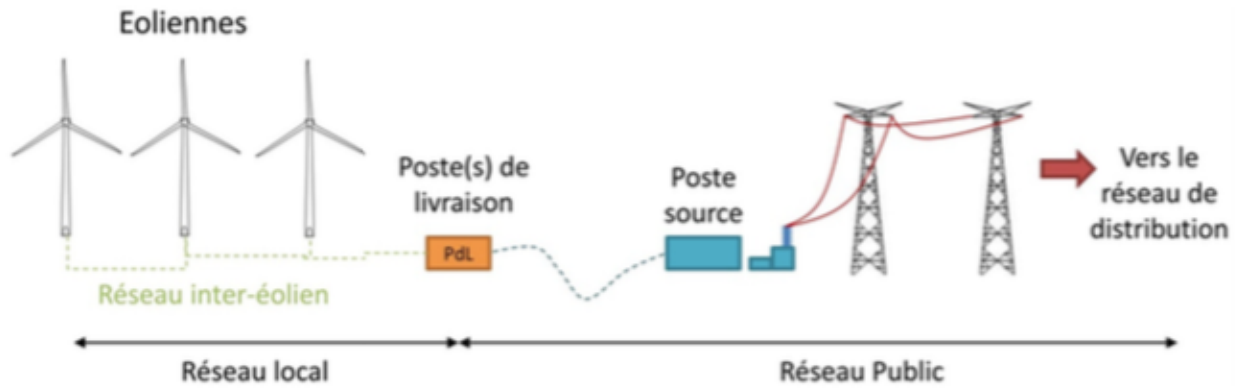 Eoliennes
Poste(s) de
livraison
Poste
source
Vers le
réseau de
distribution
PdL
Réseau inter-éolien
Réseau local
Réseau Public